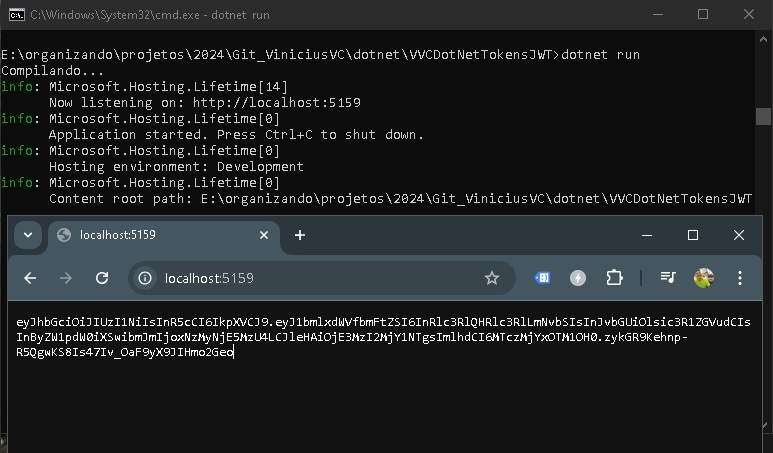 C:\Windows\System32\cmd.exe - dotnet run
E:\organizando\projetos\2024\Git_ViniciusVC\dotnet\VVCDotNetTokensJWT>dotnet run
Compilando...
info: Microsoft.Hosting.Lifetime[14]
Now listening on: http://localhost:5159
info: Microsoft.Hosting.Lifetime[0]
Application started. Press Ctrl+C to shut down.
info: Microsoft.Hosting.Lifetime[0]
Hosting environment: Development
info: Microsoft.Hosting.Lifetime[0]
Content root path: E:\organizando\projetos\2024\Git_ViniciusVC\dotnet\VVCDotNetTokensJWT
localhost:5159
localhost:5159
eyJhbGciOiJIUzI1NiIsInR5cCI6IkpXVCJ9.eyJ1bmlxdWVfbmFtZSI6InRlc3RlQHRlc3RlLmNvbSIsInJvbGUiOlsic3R1ZGVudCIs
InByZW1pdW0iXSwibmJmIjoxNzMyNjE5MzU4LCJleHAiOjE3MzI2MjY1NTgsImlhdCI6MTczMjYxOTM1OH0.zykGR9Kehnp-
R5QgwKS8Is47Iv_OaF9yX9JIHmo2Geo